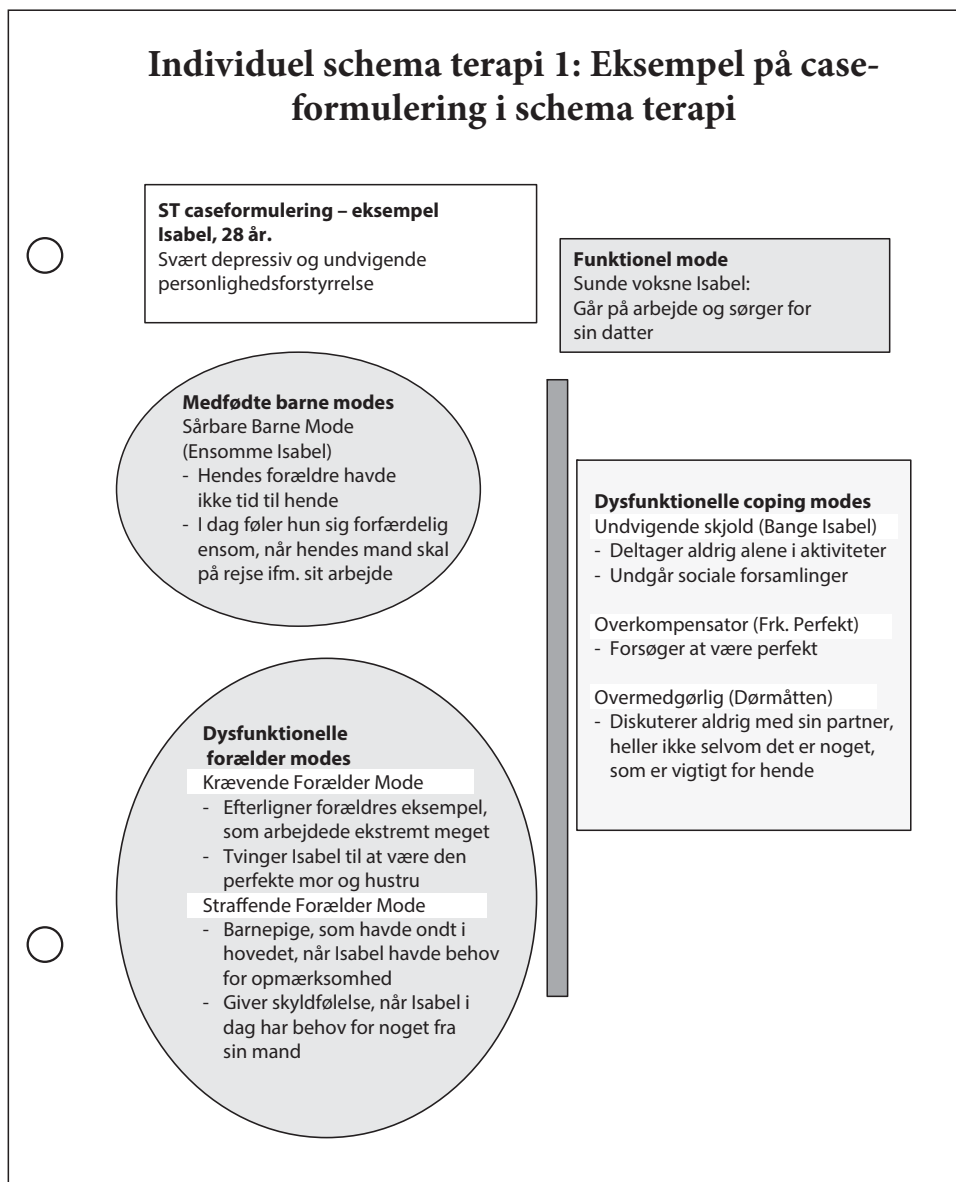 Individuel schema terapi 1: Eksempel på case-
formulering i schema terapi
ST caseformulering – eksempel
Isabel, 28 år.
Svært depressiv og undvigende
personlighedsforstyrrelse
Funktionel mode
Sunde voksne Isabel:
Går på arbejde og sørger for
sin datter
Medfødte barne modes
Sårbare Barne Mode
(Ensomme Isabel)
- Hendes forældre havde
ikke tid til hende
- I dag føler hun sig forfærdelig
ensom, når hendes mand skal
på rejse ifm. sit arbejde
Dysfunktionelle coping modes
Undvigende skjold (Bange Isabel)
- Deltager aldrig alene i aktiviteter
- Undgår sociale forsamlinger
Overkompensator (Frk. Perfekt)
- Forsøger at være perfekt
Overmedgørlig (Dørmåtten)
- Diskuterer aldrig med sin partner,
heller ikke selvom det er noget,
som er vigtigt for hende
Dysfunktionelle
forælder modes
Krævende Forælder Mode
- Efterligner forældres eksempel,
som arbejdede ekstremt meget
- Tvinger Isabel til at være den
perfekte mor og hustru
Straffende Forælder Mode
- Barnepige, som havde ondt i
hovedet, når Isabel havde behov
for opmærksomhed
- Giver skyldfølelse, når Isabel i
dag har behov for noget fra
sin mand